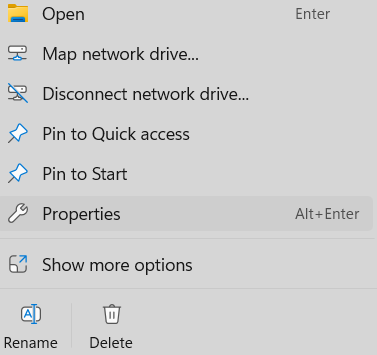 Open Enter
Map network drive...
Disconnect network drive...
Pin to Quick access
Pin to Start
Properties Alt+Enter
Show more options
Rename Delete